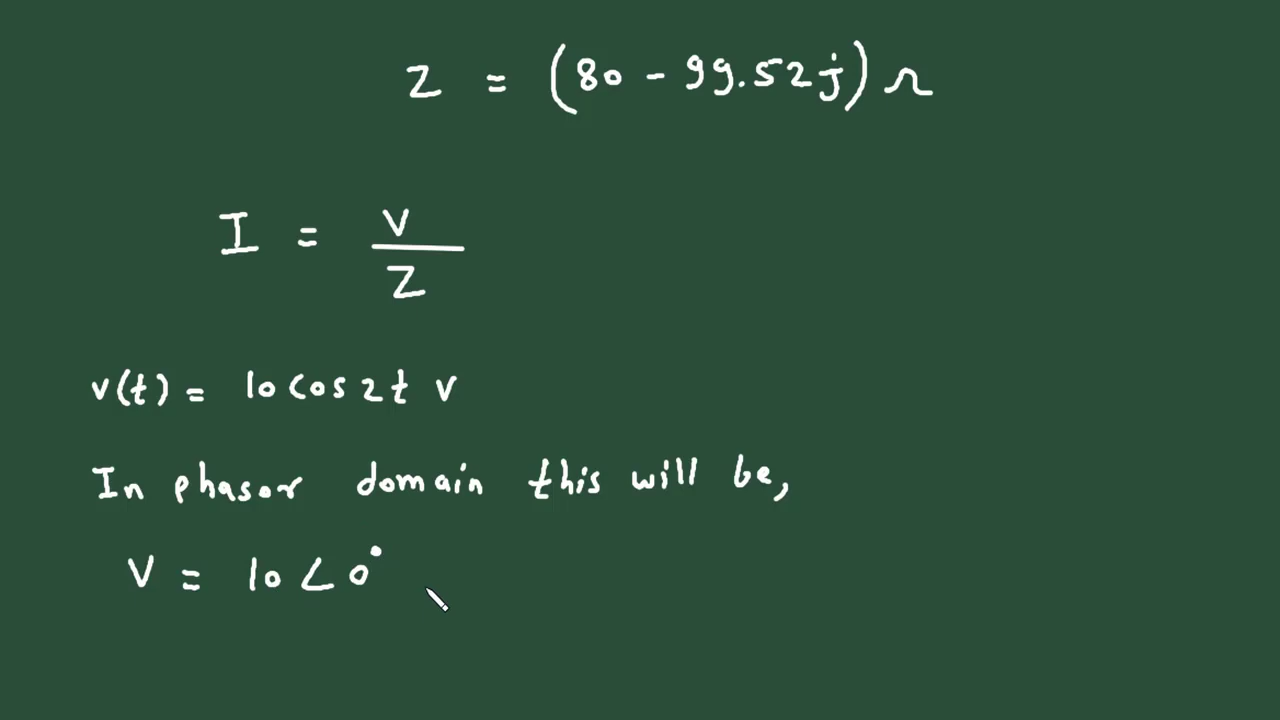 Z = (80 - 99.52j) Ω
I = V / Z
v(t) = 10 cos 2t v
In phasor domain this will be,
V = 10 ∠ 0°